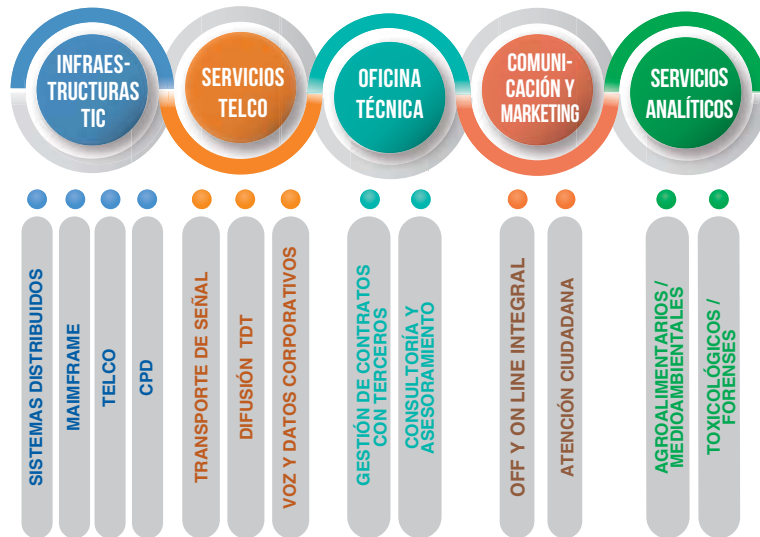 INFRAES-
TRUCTURAS
TIC
SERVICIOS
TELCO
OFICINA
TÉCNICA
COMUNI-
CACIÓN Y
MARKETING
SERVICIOS
ANALÍTICOS
SISTEMAS DISTRIBUIDOS
MAIMFRAME
TELCO
CPD
TRANSPORTE DE SEÑAL
DIFUSIÓN TDT
VOZ Y DATOS CORPORATIVOS
GESTIÓN DE CONTRATOS
CON TERCEROS
CONSULTORÍA Y
ASESORAMIENTO
OFF Y ON LINE INTEGRAL
ATENCIÓN CIUDADANA
AGROALIMENTARIOS /
MEDIOAMBIENTALES
TOXICOLÓGICOS /
FORENSES